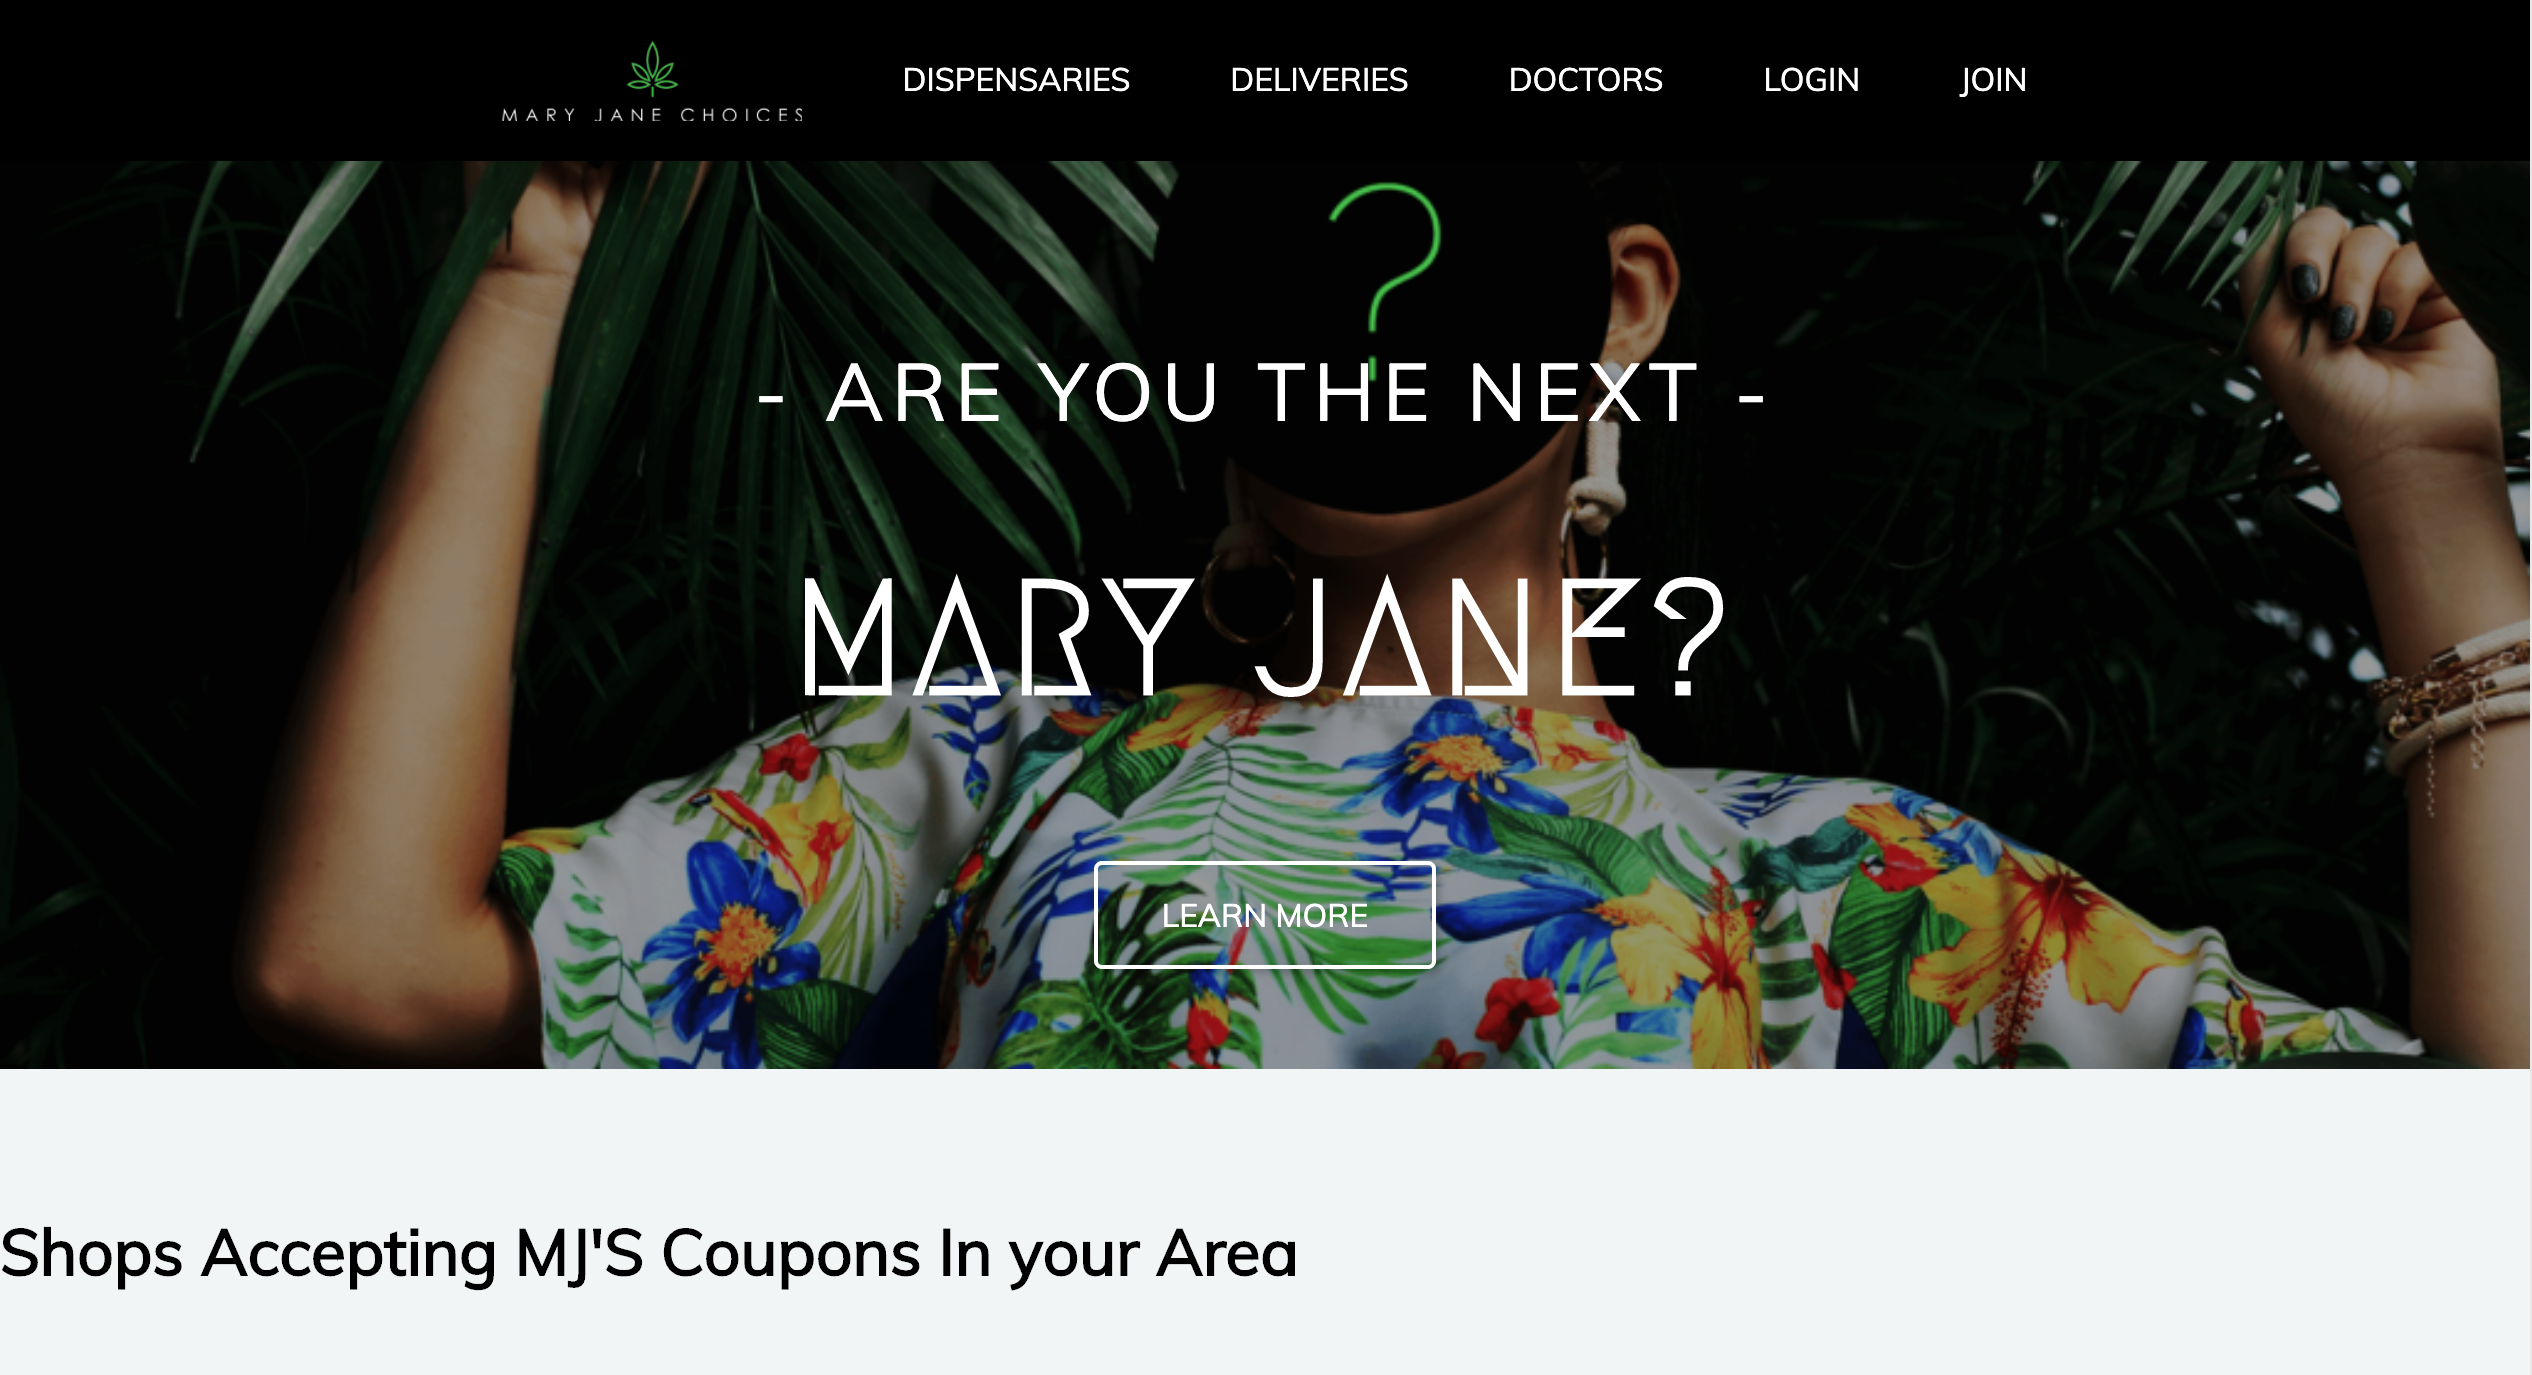 MARY JANE CHOICES
DISPENSARIES DELIVERIES DOCTORS LOGIN JOIN
?
- ARE YOU THE NEXT -
MARY JANE?
LEARN MORE
Shops Accepting MJ'S Coupons In your Area